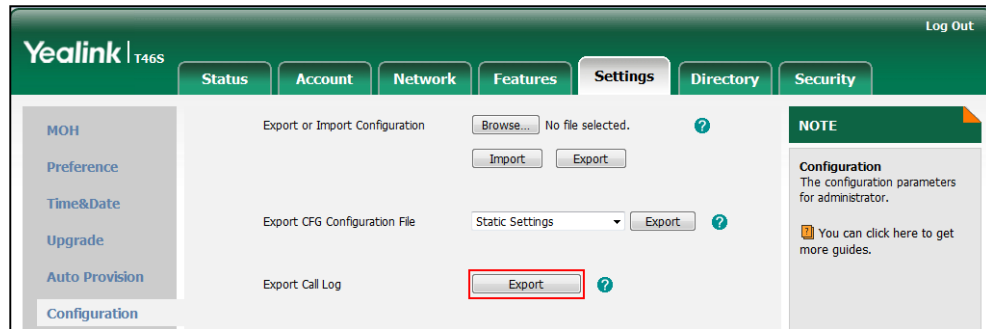 Log Out
Yealink | T46S
Status Account Network Features Settings Directory Security
MOH
Preference
Time&Date
Upgrade
Auto Provision
Configuration
Export or Import Configuration Browse... No file selected. ?
Import Export
Export CFG Configuration File Static Settings Export ?
Export Call Log Export ?
NOTE
Configuration
The configuration parameters
for administrator.
? You can click here to get
more guides.